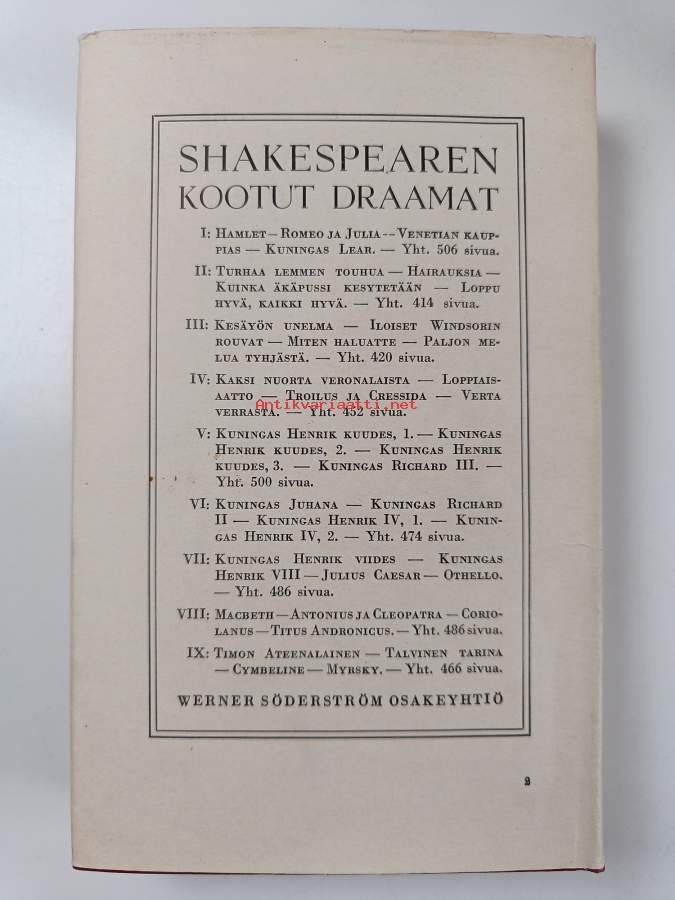 SHAKESPEAREN
KOOTUT DRAAMAT
I: HAMLET — ROMEO JA JULIA -- VENETIAN KAUP-
PIAS — KUNINGAS LEAR. — Yht. 506 sivua.
II: TURHAA LEMMEN TOUHUA — HAIRAUKSIA —
KUINKA ÄKÄPUSSI KESYTETÄÄN — LOPPU
HYVÄ, KAIKKI HYVÄ. — Yht. 414 sivua.
III: KESÄYÖN UNELMA — ILOISET WINDSORIN
ROUVAT — MITEN HALUATTE — PALJON ME-
LUA TYHJÄSTÄ. — Yht. 420 sivua.
IV: KAKSI NUORTA VERONALAISTA — LOPPIAIS-
AATTO — TROILUS JA CRESSIDA — VERTA
Antikvariaatti.net
VERRASTA. — Yht. 452 sivua.
V: KUNINGAS HENRIK KUUDES, 1. — KUNINGAS
HENRIK KUUDES, 2. — KUNINGAS HENRIK
KUUDES, 3. — KUNINGAS RICHARD III. —
Yht. 500 sivua.
VI: KUNINGAS JUHANA — KUNINGAS RICHARD
II — KUNINGAS HENRIK IV, 1. — KUNIN-
GAS HENRIK IV, 2. — Yht. 474 sivua.
VII: KUNINGAS HENRIK VIIDES — KUNINGAS
HENRIK VIII — JULIUS CAESAR — OTHELLO.
— Yht. 486 sivua.
VIII: MACBETH — ANTONIUS JA CLEOPATRA — CORIO-
LANUS — TITUS ANDRONICUS. — Yht. 486 sivua.
IX: TIMON ATEENALAINEN — TALVINEN TARINA
— CYMBELINE — MYRSKY. — Yht. 466 sivua.
WERNER SÖDERSTRÖM OSAKEYHTIÖ
2